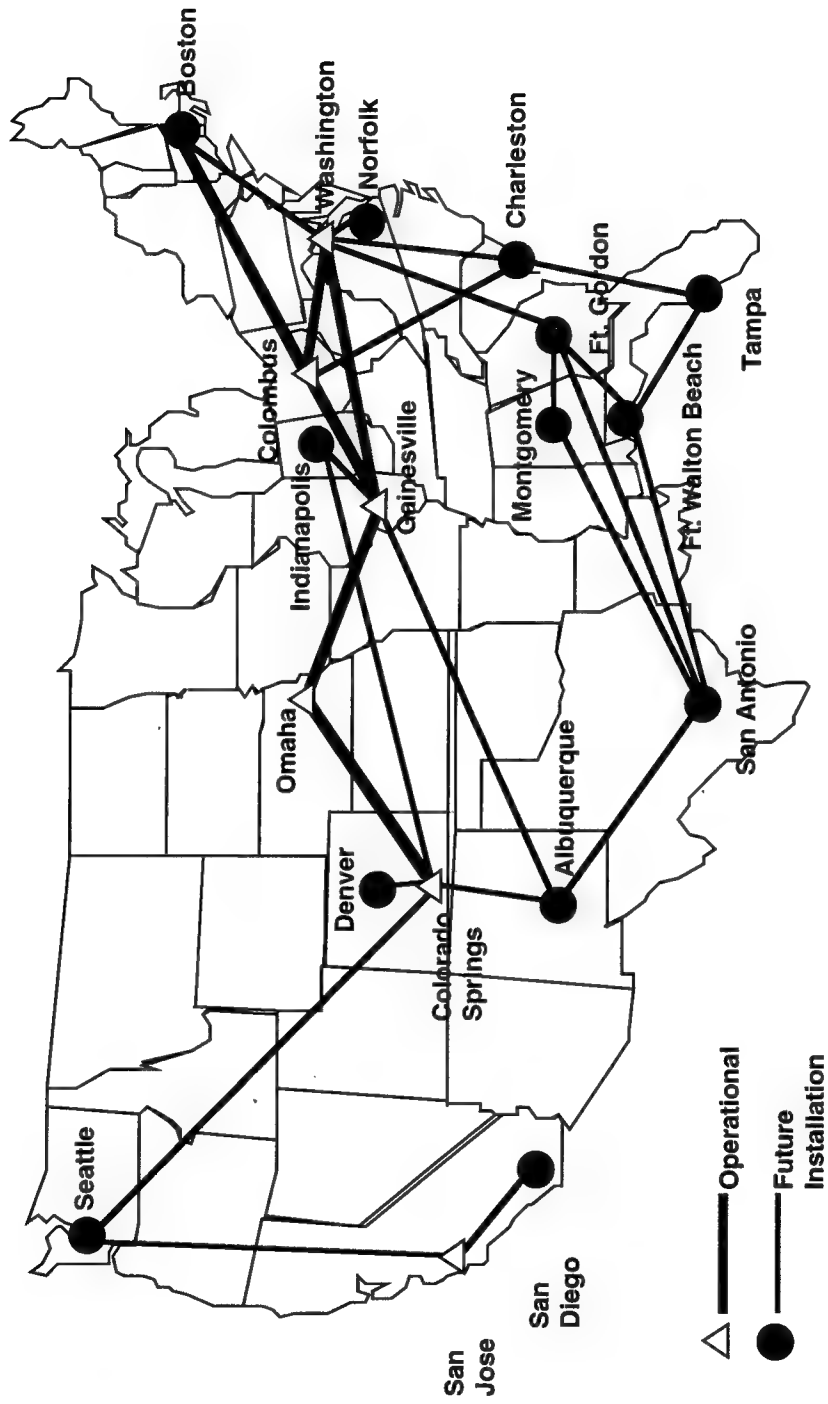 Seattle
San
Jose
San
Diego
Denver
Colorado
Springs
Albuquerque
Omaha
San Antonio
Indianapolis
Colombus
Gainesville
Montgomery
Ft. Walton Beach
Ft. Gordon
Tampa
Charleston
Norfolk
Washington
Boston
Operational
Future
Installation